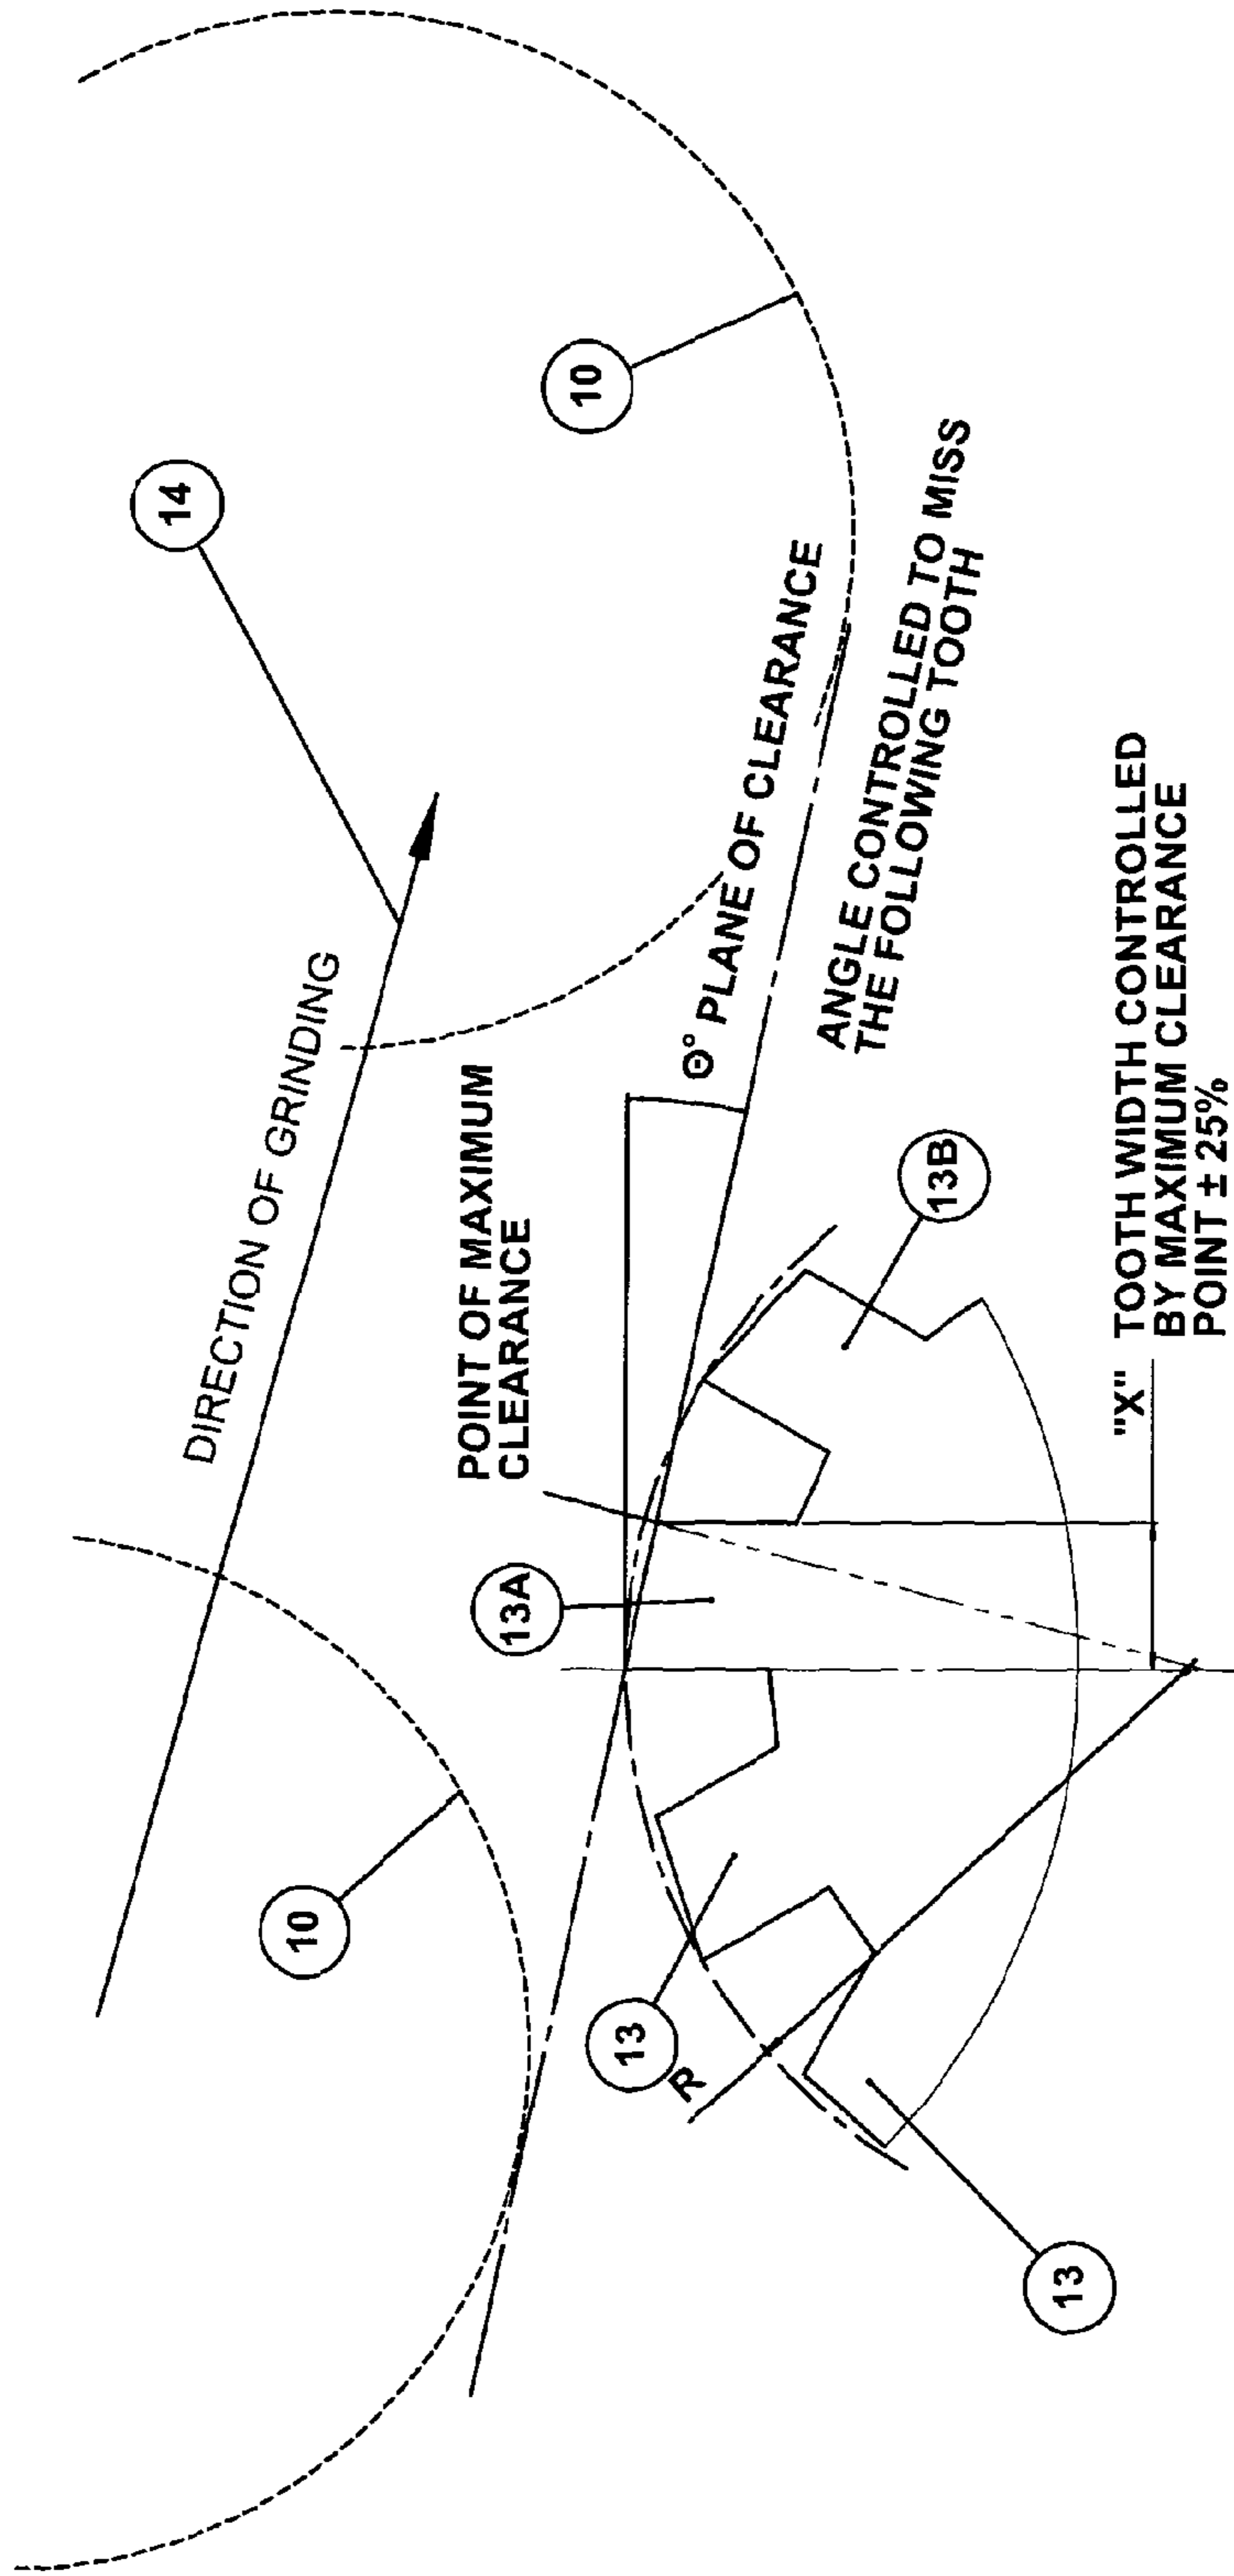 14
DIRECTION OF GRINDING
10
10
POINT OF MAXIMUM
CLEARANCE
Θ° PLANE OF CLEARANCE
ANGLE CONTROLLED TO MISS
THE FOLLOWING TOOTH
13A
13B
13
R
13
"X" TOOTH WIDTH CONTROLLED
BY MAXIMUM CLEARANCE
POINT ± 25%